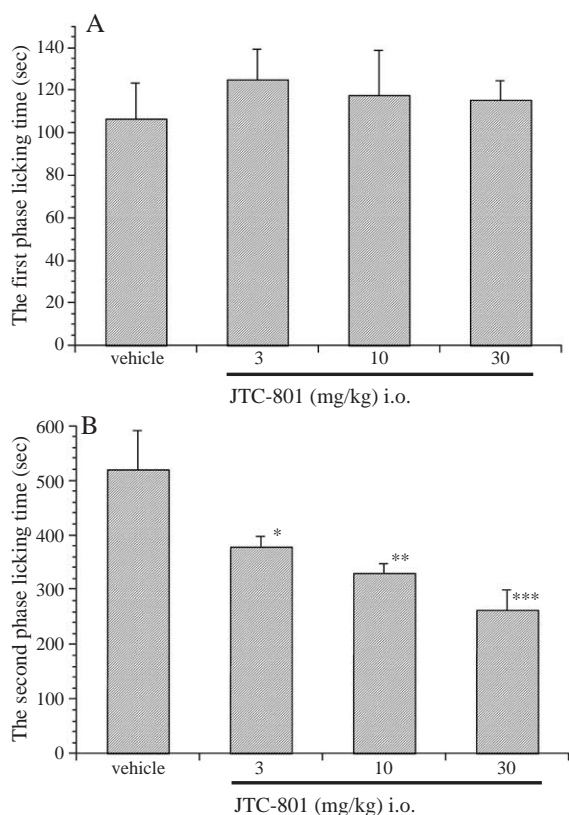 A
The first phase licking time (sec)
140
120
100
80
60
40
20
0
vehicle 3 10 30
JTC-801 (mg/kg) i.o.
B
The second phase licking time (sec)
600
500
400
300
200
100
0
*
**
***
vehicle 3 10 30
JTC-801 (mg/kg) i.o.